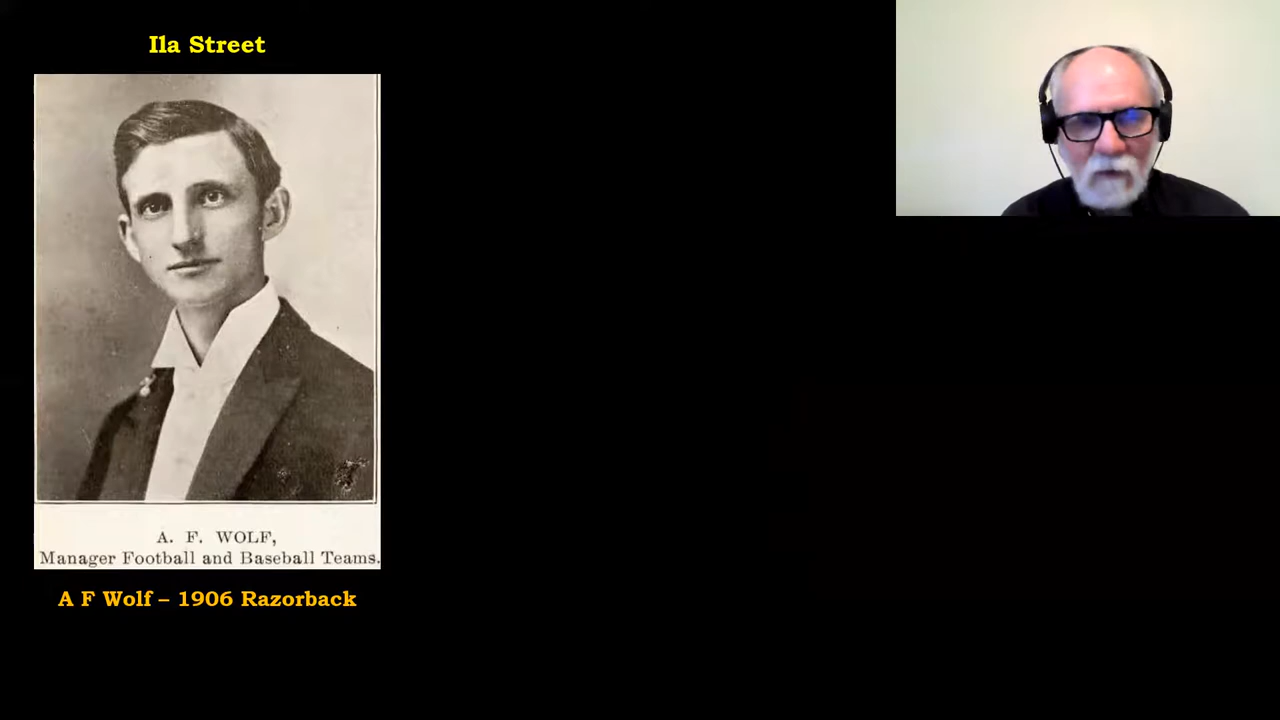 Ila Street
A. F. WOLF,
Manager Football and Baseball Teams.
A F Wolf – 1906 Razorback